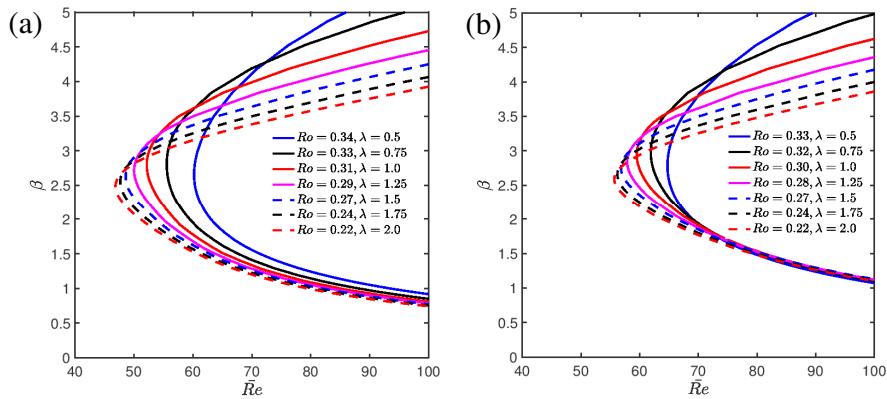 (a)
5
4.5
4
3.5
3
2.5
2
1.5
1
0.5
0
β
40 50 60 70 80 90 100
R̄e
Ro = 0.34, λ = 0.5
Ro = 0.33, λ = 0.75
Ro = 0.31, λ = 1.0
Ro = 0.29, λ = 1.25
Ro = 0.27, λ = 1.5
Ro = 0.24, λ = 1.75
Ro = 0.22, λ = 2.0
(b)
5
4.5
4
3.5
3
2.5
2
1.5
1
0.5
0
β
40 50 60 70 80 90 100
R̄e
Ro = 0.33, λ = 0.5
Ro = 0.32, λ = 0.75
Ro = 0.30, λ = 1.0
Ro = 0.28, λ = 1.25
Ro = 0.27, λ = 1.5
Ro = 0.24, λ = 1.75
Ro = 0.22, λ = 2.0